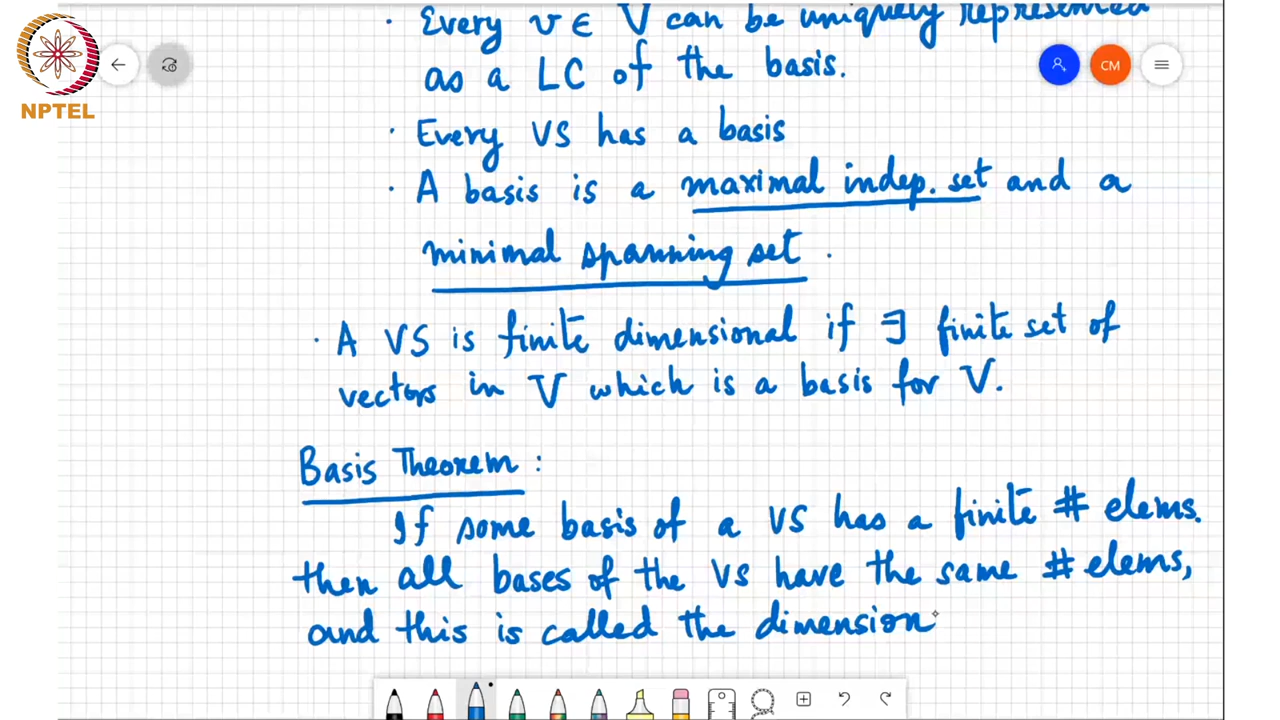 · Every v ∈ V can be uniquely represented
as a LC of the basis.
CM
NPTEL
· Every VS has a basis
· A basis is a maximal indep. set and a
minimal spanning set .
· A VS is finite dimensional if ∃ finite set of
vectors in V which is a basis for V.
Basis Theorem :
If some basis of a VS has a finite # elems.
then all bases of the VS have the same # elems,
and this is called the dimension